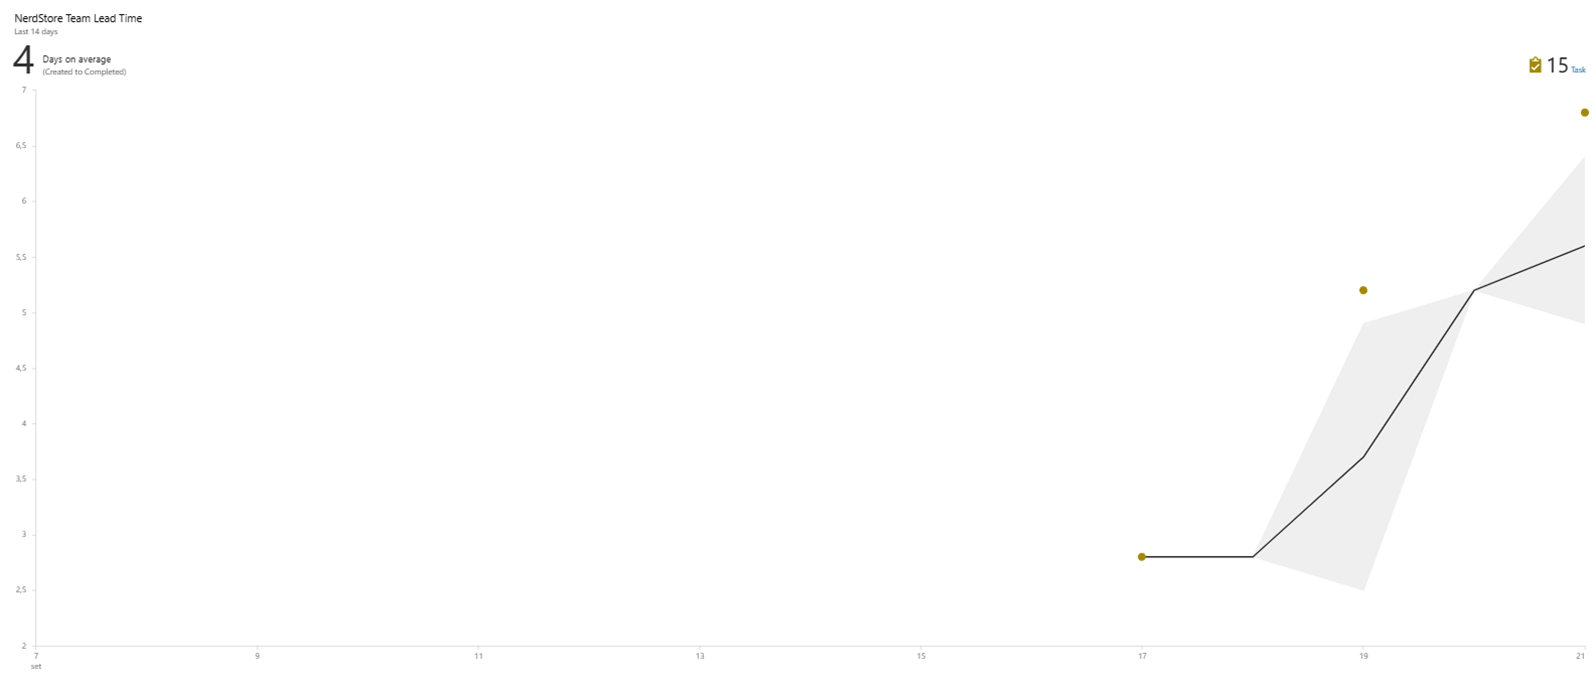 NerdStore Team Lead Time
Last 14 days
4 Days on average
(Created to Completed)
15 Task
7
6,5
6
5,5
5
4,5
4
3,5
3
2,5
2
7 9 11 13 15 17 19 21
set